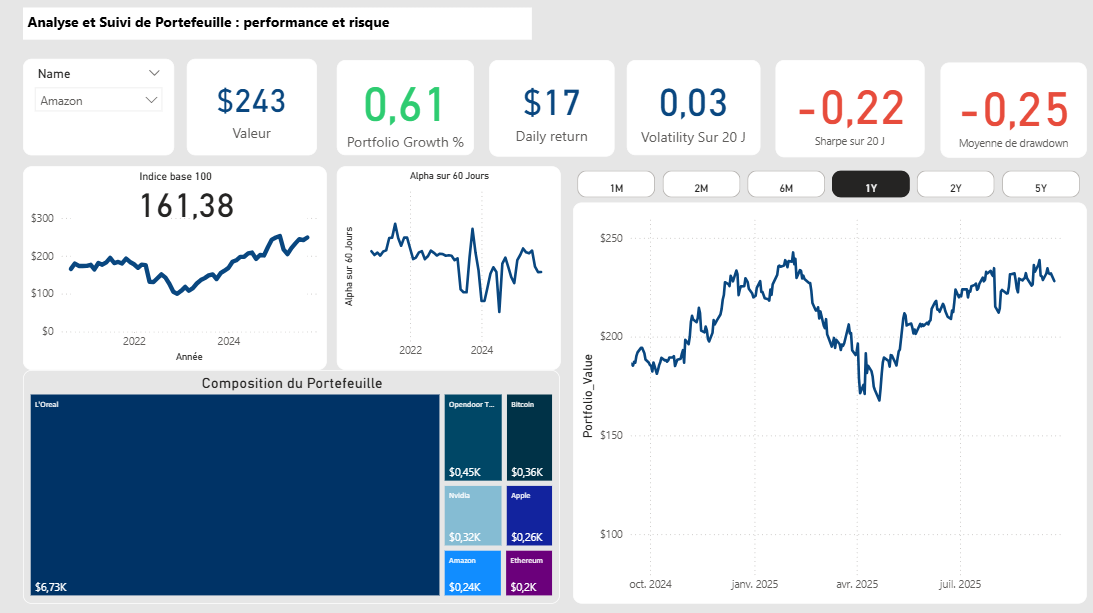 Analyse et Suivi de Portefeuille : performance et risque
Name
Amazon
$243
Valeur
0,61
Portfolio Growth %
$17
Daily return
0,03
Volatility Sur 20 J
-0,22
Sharpe sur 20 J
-0,25
Moyenne de drawdown
Indice base 100
161,38
$300
$200
$100
$0
2022
2024
Année
Alpha sur 60 Jours
Alpha sur 60 Jours
2022
2024
1M
2M
6M
1Y
2Y
5Y
$250
$200
$150
$100
Portfolio_Value
oct. 2024
janv. 2025
avr. 2025
juil. 2025
Composition du Portefeuille
L'Oreal
$6,73K
Opendoor T...
$0,45K
Bitcoin
$0,36K
Nvidia
$0,32K
Apple
$0,26K
Amazon
$0,24K
Ethereum
$0,2K